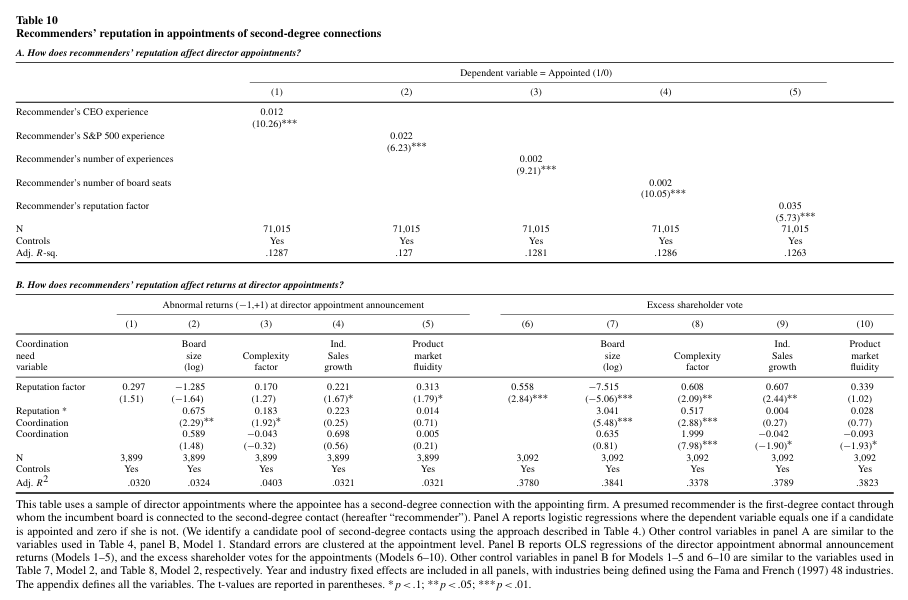 Table 10
Recommenders' reputation in appointments of second-degree connections
A. How does recommenders' reputation affect director appointments?
Dependent variable = Appointed (1/0)
(1) (2) (3) (4) (5)
Recommender's CEO experience 0.012
(10.26)***
Recommender's S&P 500 experience 0.022
(6.23)***
Recommender's number of experiences 0.002
(9.21)***
Recommender's number of board seats 0.002
(10.05)***
Recommender's reputation factor 0.035
(5.73)***
N 71,015 71,015 71,015 71,015 71,015
Controls Yes Yes Yes Yes Yes
Adj. R-sq. .1287 .127 .1281 .1286 .1263
B. How does recommenders' reputation affect returns at director appointments?
Abnormal returns (−1,+1) at director appointment announcement Excess shareholder vote
(1) (2) (3) (4) (5) (6) (7) (8) (9) (10)
Coordination Board Ind. Product Board Ind. Product
need size Complexity Sales market size Complexity Sales market
variable (log) factor growth fluidity (log) factor growth fluidity
Reputation factor 0.297 −1.285 0.170 0.221 0.313 0.558 −7.515 0.608 0.607 0.339
(1.51) (−1.64) (1.27) (1.67)* (1.79)* (2.84)*** (−5.06)*** (2.09)** (2.44)** (1.02)
Reputation * 0.675 0.183 0.223 0.014 3.041 0.517 0.004 0.028
Coordination (2.29)** (1.92)* (0.25) (0.71) (5.48)*** (2.88)*** (0.27) (0.77)
Coordination 0.589 −0.043 0.698 0.005 0.635 1.999 −0.042 −0.093
(1.48) (−0.32) (0.56) (0.21) (0.81) (7.98)*** (−1.90)* (−1.93)*
N 3,899 3,899 3,899 3,899 3,899 3,092 3,092 3,092 3,092 3,092
Controls Yes Yes Yes Yes Yes Yes Yes Yes Yes Yes
Adj. R2 .0320 .0324 .0403 .0321 .0321 .3780 .3841 .3378 .3789 .3823
This table uses a sample of director appointments where the appointee has a second-degree connection with the appointing firm. A presumed recommender is the first-degree contact through
whom the incumbent board is connected to the second-degree contact (hereafter "recommender"). Panel A reports logistic regressions where the dependent variable equals one if a candidate
is appointed and zero if she is not. (We identify a candidate pool of second-degree contacts using the approach described in Table 4.) Other control variables in panel A are similar to the
variables used in Table 4, panel B, Model 1. Standard errors are clustered at the appointment level. Panel B reports OLS regressions of the director appointment abnormal announcement
returns (Models 1–5), and the excess shareholder votes for the appointments (Models 6–10). Other control variables in panel B for Models 1–5 and 6–10 are similar to the variables used in
Table 7, Model 2, and Table 8, Model 2, respectively. Year and industry fixed effects are included in all panels, with industries being defined using the Fama and French (1997) 48 industries.
The appendix defines all the variables. The t-values are reported in parentheses. *p<.1; **p<.05; ***p<.01.